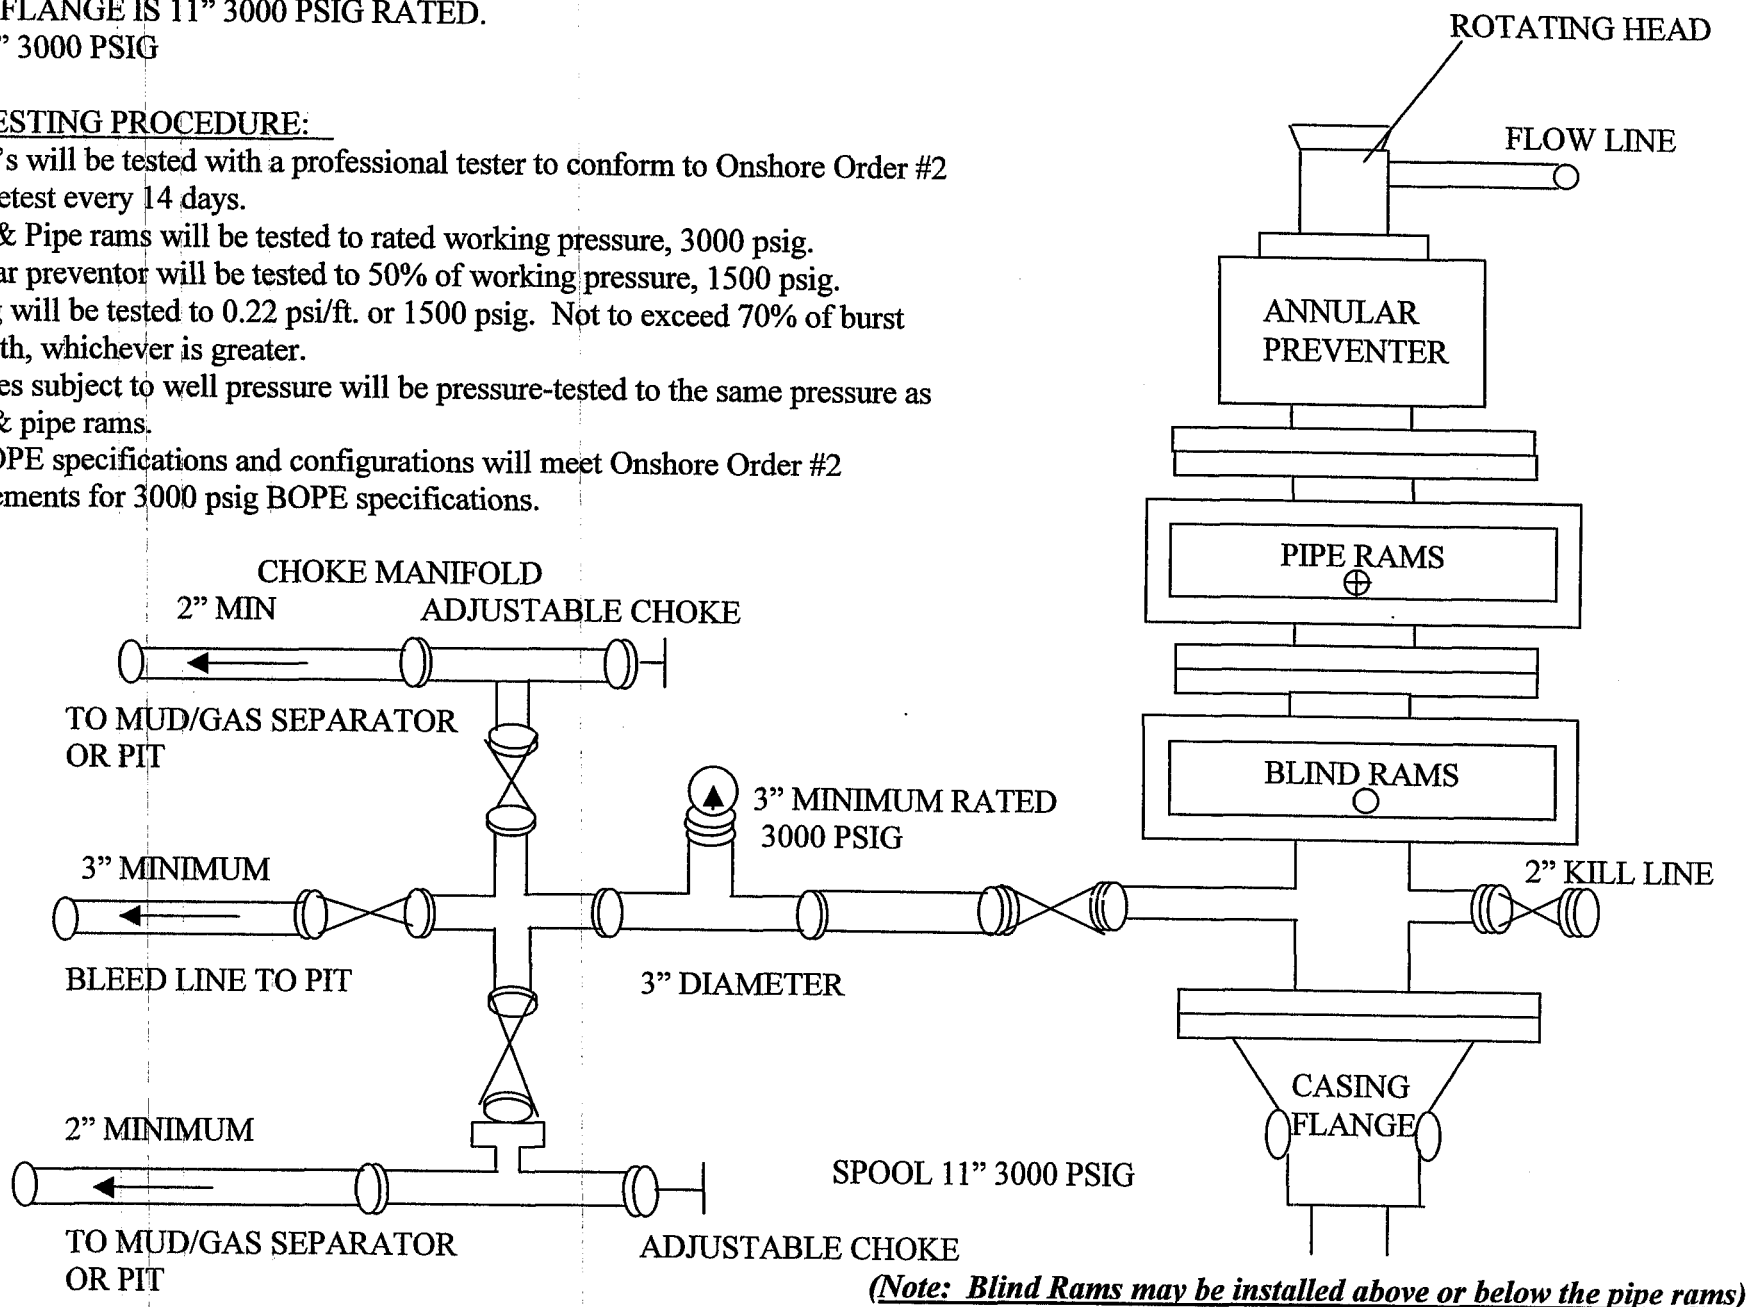 FLANGE IS 11” 3000 PSIG RATED.
” 3000 PSIG
ESTING PROCEDURE:
’s will be tested with a professional tester to conform to Onshore Order #2
etest every 14 days.
& Pipe rams will be tested to rated working pressure, 3000 psig.
ar preventor will be tested to 50% of working pressure, 1500 psig.
will be tested to 0.22 psi/ft. or 1500 psig. Not to exceed 70% of burst
th, whichever is greater.
es subject to well pressure will be pressure-tested to the same pressure as
& pipe rams.
OPE specifications and configurations will meet Onshore Order #2
ements for 3000 psig BOPE specifications.
ROTATING HEAD
FLOW LINE
ANNULAR
PREVENTER
PIPE RAMS
BLIND RAMS
2” KILL LINE
CASING
FLANGE
CHOKE MANIFOLD
2” MIN
ADJUSTABLE CHOKE
TO MUD/GAS SEPARATOR
OR PIT
3” MINIMUM RATED
3000 PSIG
3” MINIMUM
BLEED LINE TO PIT
3” DIAMETER
2” MINIMUM
SPOOL 11” 3000 PSIG
TO MUD/GAS SEPARATOR
OR PIT
ADJUSTABLE CHOKE
(Note: Blind Rams may be installed above or below the pipe rams)